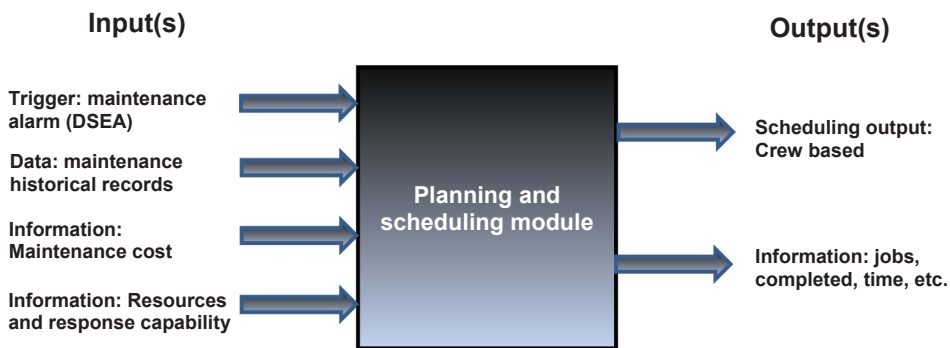 Input(s)
Output(s)
Trigger: maintenance
alarm (DSEA)
Data: maintenance
historical records
Information:
Maintenance cost
Information: Resources
and response capability
Planning and
scheduling module
Scheduling output:
Crew based
Information: jobs,
completed, time, etc.